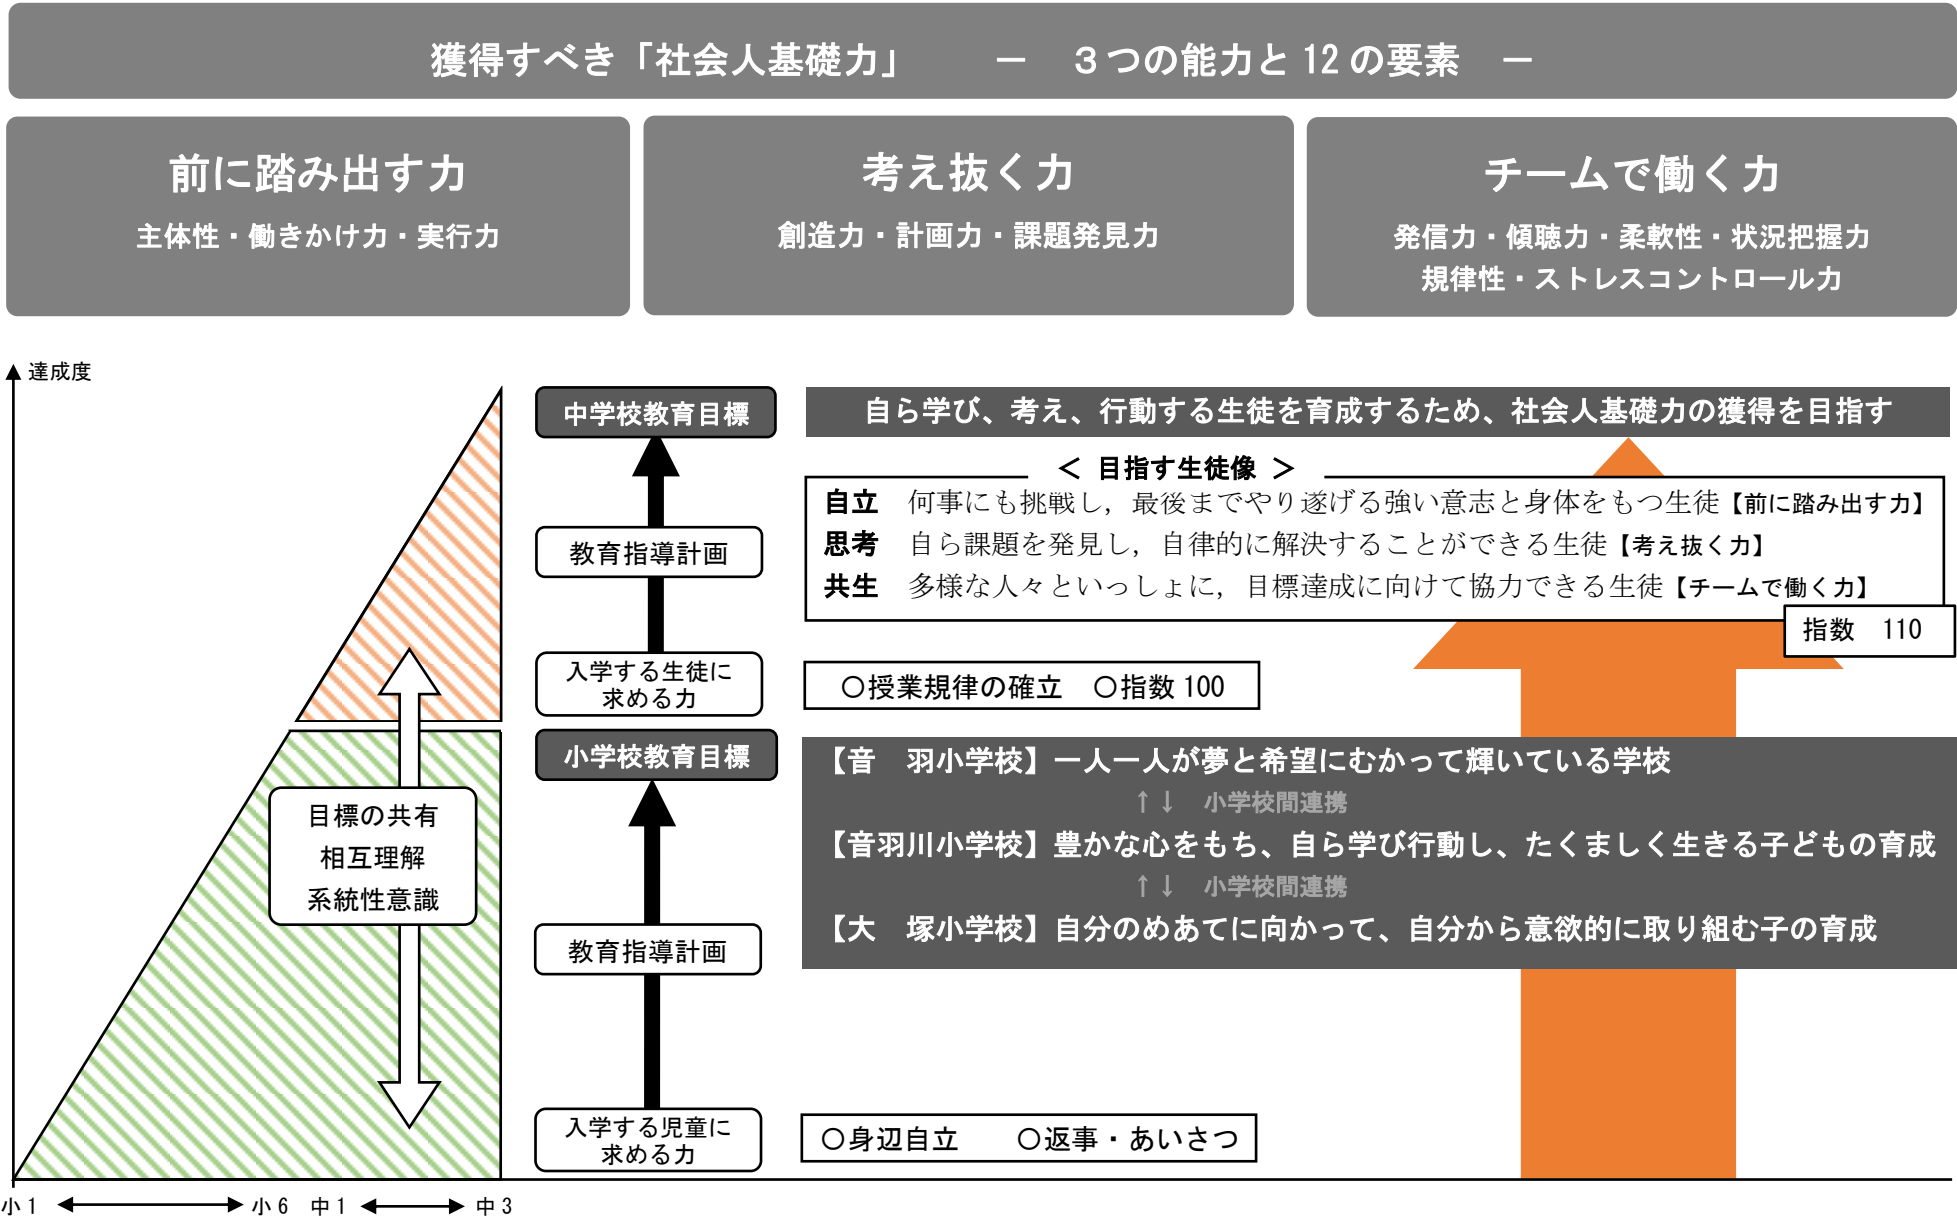 獲得すべき「社会人基礎力」　　－　３つの能力と 12 の要素　－
前に踏み出す力
主体性・働きかけ力・実行力
考え抜く力
創造力・計画力・課題発見力
チームで働く力
発信力・傾聴力・柔軟性・状況把握力
規律性・ストレスコントロール力
達成度
中学校教育目標
自ら学び、考え、行動する生徒を育成するため、社会人基礎力の獲得を目指す
＜ 目指す生徒像 ＞
自立　何事にも挑戦し，最後までやり遂げる強い意志と身体をもつ生徒【前に踏み出す力】
思考　自ら課題を発見し，自律的に解決することができる生徒【考え抜く力】
共生　多様な人々といっしょに，目標達成に向けて協力できる生徒【チームで働く力】
指数　110
教育指導計画
入学する生徒に
求める力
○授業規律の確立　○指数 100
小学校教育目標
【音　羽小学校】一人一人が夢と希望にむかって輝いている学校
↑↓　小学校間連携
【音羽川小学校】豊かな心をもち、自ら学び行動し、たくましく生きる子どもの育成
↑↓　小学校間連携
【大　塚小学校】自分のめあてに向かって、自分から意欲的に取り組む子の育成
目標の共有
相互理解
系統性意識
教育指導計画
入学する児童に
求める力
○身辺自立　　○返事・あいさつ
小 1　小 6　中 1　中 3